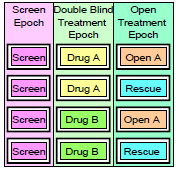 Screen Epoch
Double Blind Treatment Epoch
Open Treatment Epoch
Screen Drug A Open A
Screen Drug A Rescue
Screen Drug B Open A
Screen Drug B Rescue